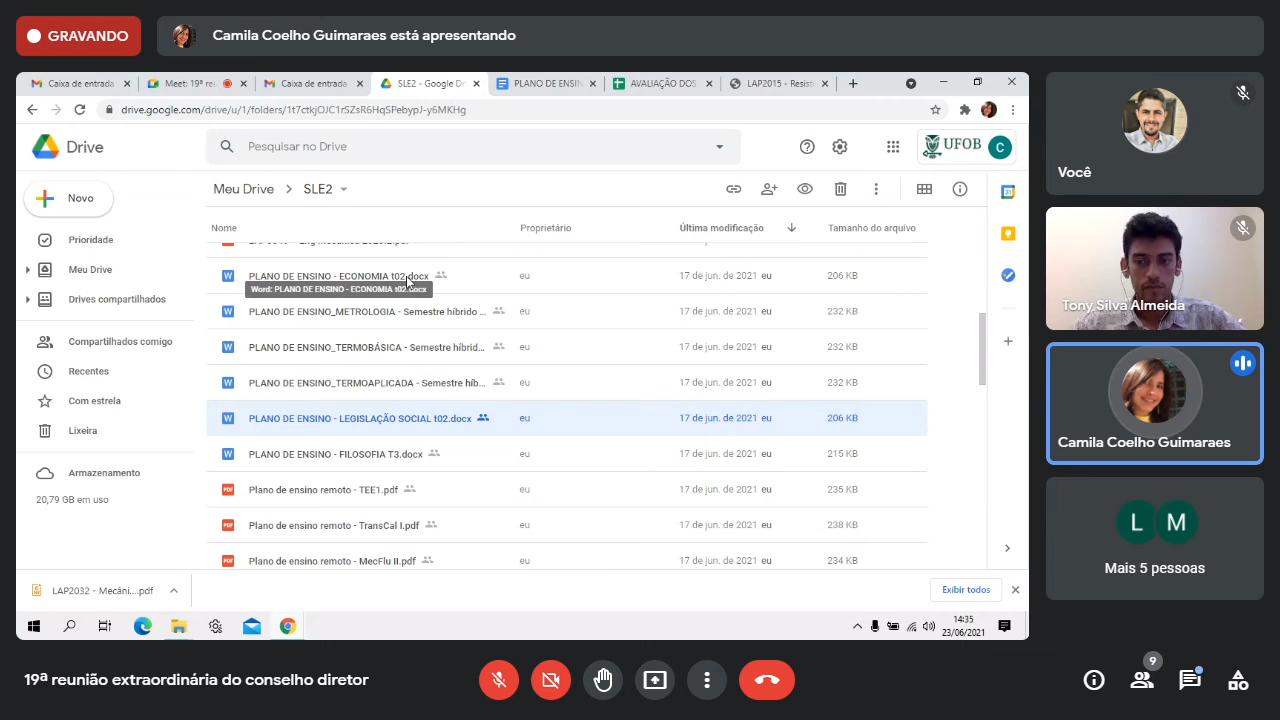 GRAVANDO
Camila Coelho Guimaraes está apresentando
Caixa de entrada
Meet: 19ª reu
Caixa de entrada
SLE2 - Google Dr
PLANO DE ENSIN
AVALIAÇÃO DOS
LAP2015 - Resist
drive.google.com/drive/u/1/folders/
Drive
Pesquisar no Drive
UFOB
C
Novo
Meu Drive > SLE2
Nome
Proprietário
Última modificação
Tamanho do arquivo
Prioridade
Meu Drive
Drives compartilhados
Compartilhados comigo
Recentes
Com estrela
Lixeira
Armazenamento
20,79 GB em uso
PLANO DE ENSINO - ECONOMIA t02.docx eu 17 de jun. de 2021 eu 206 KB
Word: PLANO DE ENSINO - ECONOMIA t02.docx
PLANO DE ENSINO_METROLOGIA - Semestre híbrido ... eu 17 de jun. de 2021 eu 232 KB
PLANO DE ENSINO_TERMOBÁSICA - Semestre híbrid... eu 17 de jun. de 2021 eu 232 KB
PLANO DE ENSINO_TERMOAPLICADA - Semestre híb... eu 17 de jun. de 2021 eu 232 KB
PLANO DE ENSINO - LEGISLAÇÃO SOCIAL t02.docx eu 17 de jun. de 2021 eu 206 KB
PLANO DE ENSINO - FILOSOFIA T3.docx eu 17 de jun. de 2021 eu 215 KB
Plano de ensino remoto - TEE1.pdf eu 17 de jun. de 2021 eu 235 KB
Plano de ensino remoto - TransCal I.pdf eu 17 de jun. de 2021 eu 238 KB
Plano de ensino remoto - MecFlu II.pdf eu 17 de jun. de 2021 eu 234 KB
LAP2032 - Mecâni....pdf
Exibir todos
14:35
23/06/2021
Você
Tony Silva Almeida
Camila Coelho Guimaraes
L M
Mais 5 pessoas
19ª reunião extraordinária do conselho diretor
9